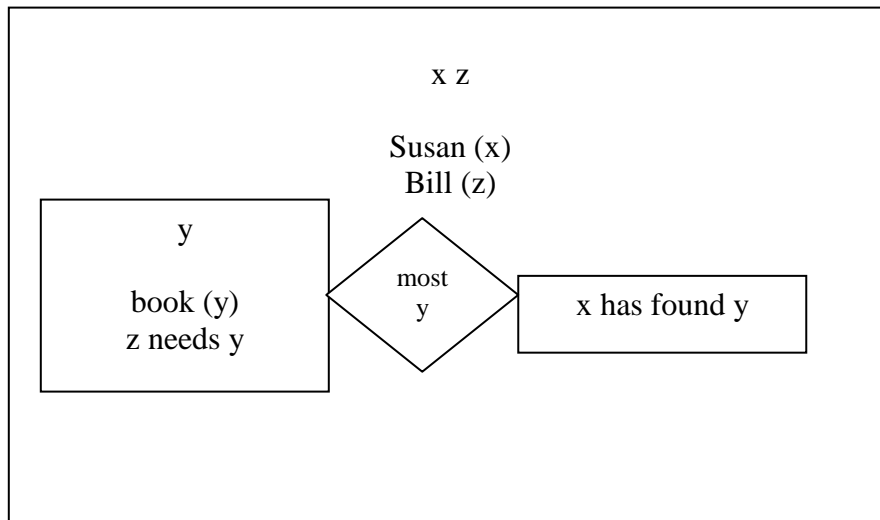 x z
Susan (x)
Bill (z)
y
book (y)
z needs y
most
y
x has found y